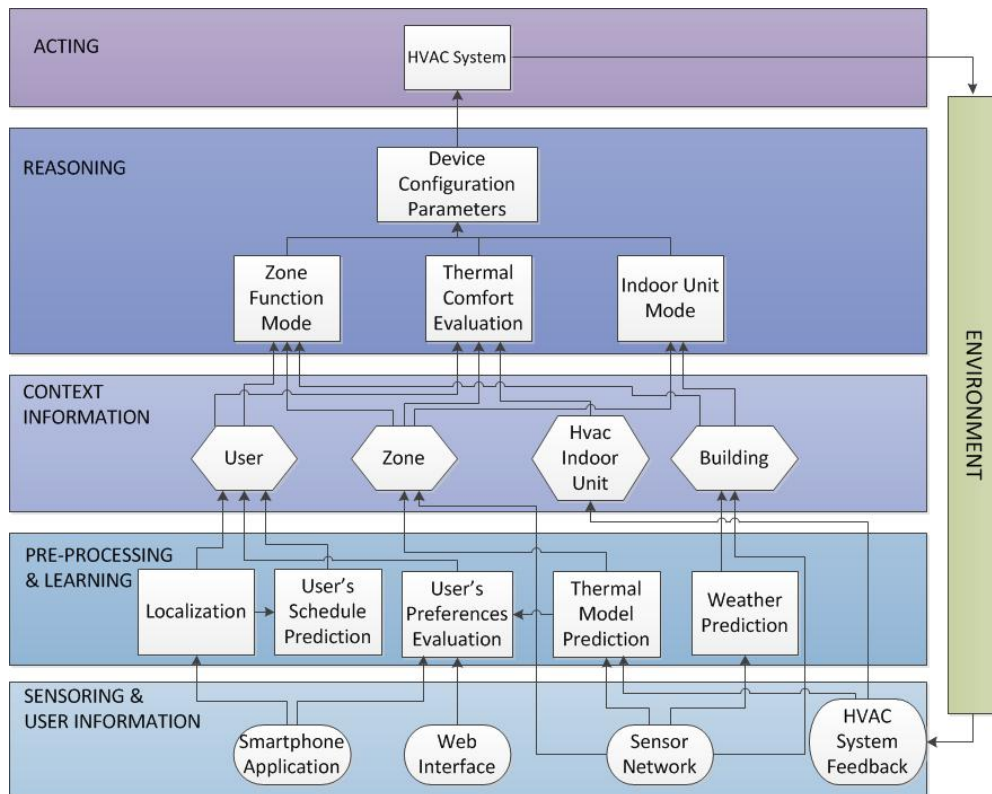 ACTING
HVAC System
REASONING
Device
Configuration
Parameters
Zone
Function
Mode
Thermal
Comfort
Evaluation
Indoor Unit
Mode
CONTEXT
INFORMATION
User
Zone
Hvac
Indoor
Unit
Building
ENVIRONMENT
PRE-PROCESSING
& LEARNING
Localization
User's
Schedule
Prediction
User's
Preferences
Evaluation
Thermal
Model
Prediction
Weather
Prediction
SENSORING &
USER INFORMATION
Smartphone
Application
Web
Interface
Sensor
Network
HVAC
System
Feedback